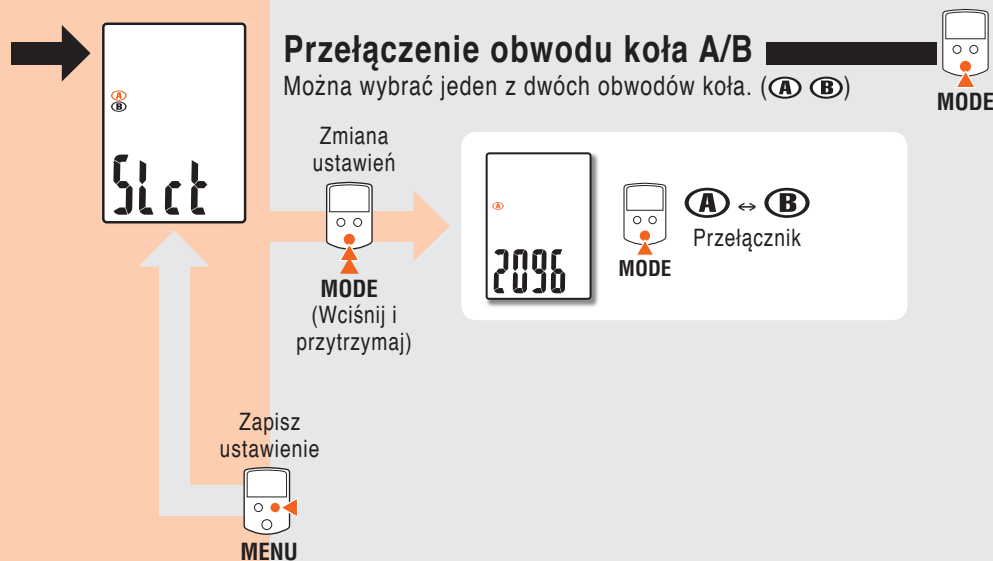 Przełączenie obwodu koła A/B
Można wybrać jeden z dwóch obwodów koła. (Ⓐ Ⓑ)
MODE
Ⓐ
Ⓑ
Slct
Zmiana
ustawień
MODE
(Wciśnij i
przytrzymaj)
Ⓐ
2096
MODE
Ⓐ ↔ Ⓑ
Przełącznik
Zapisz
ustawienie
MENU